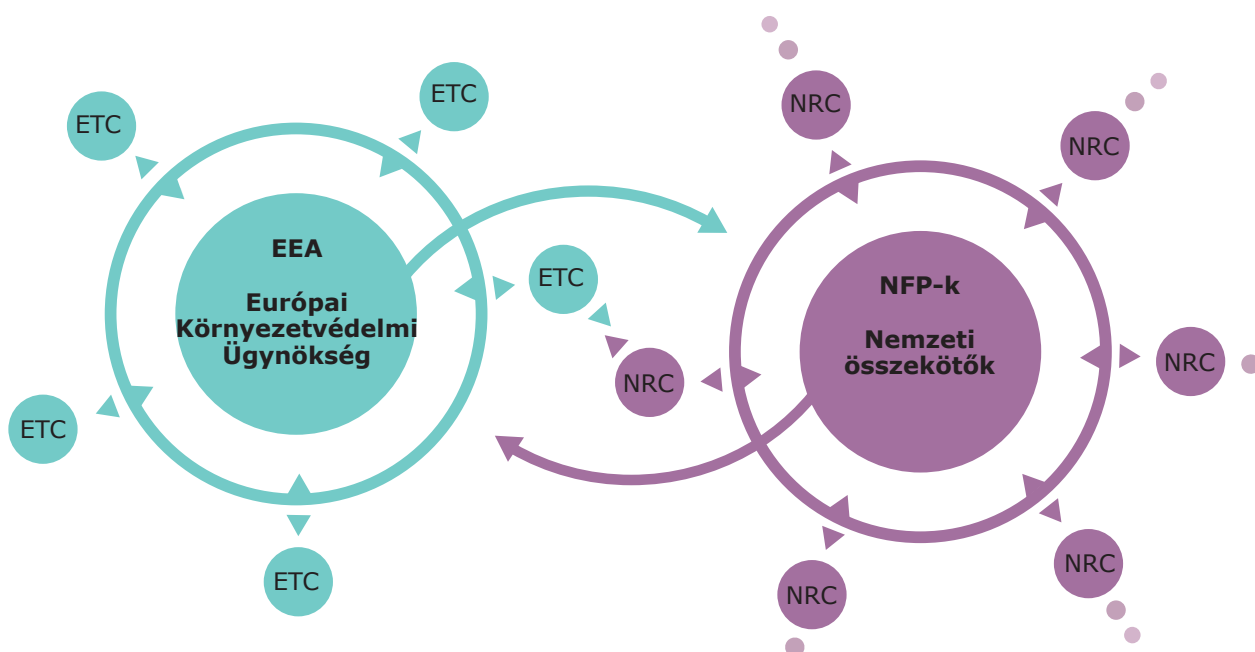 ETC
ETC
EEA
Európai
Környezetvédelmi
Ügynökség
ETC
ETC
ETC
NRC
NRC
NFP-k
Nemzeti
összekötők
NRC
NRC
NRC
NRC